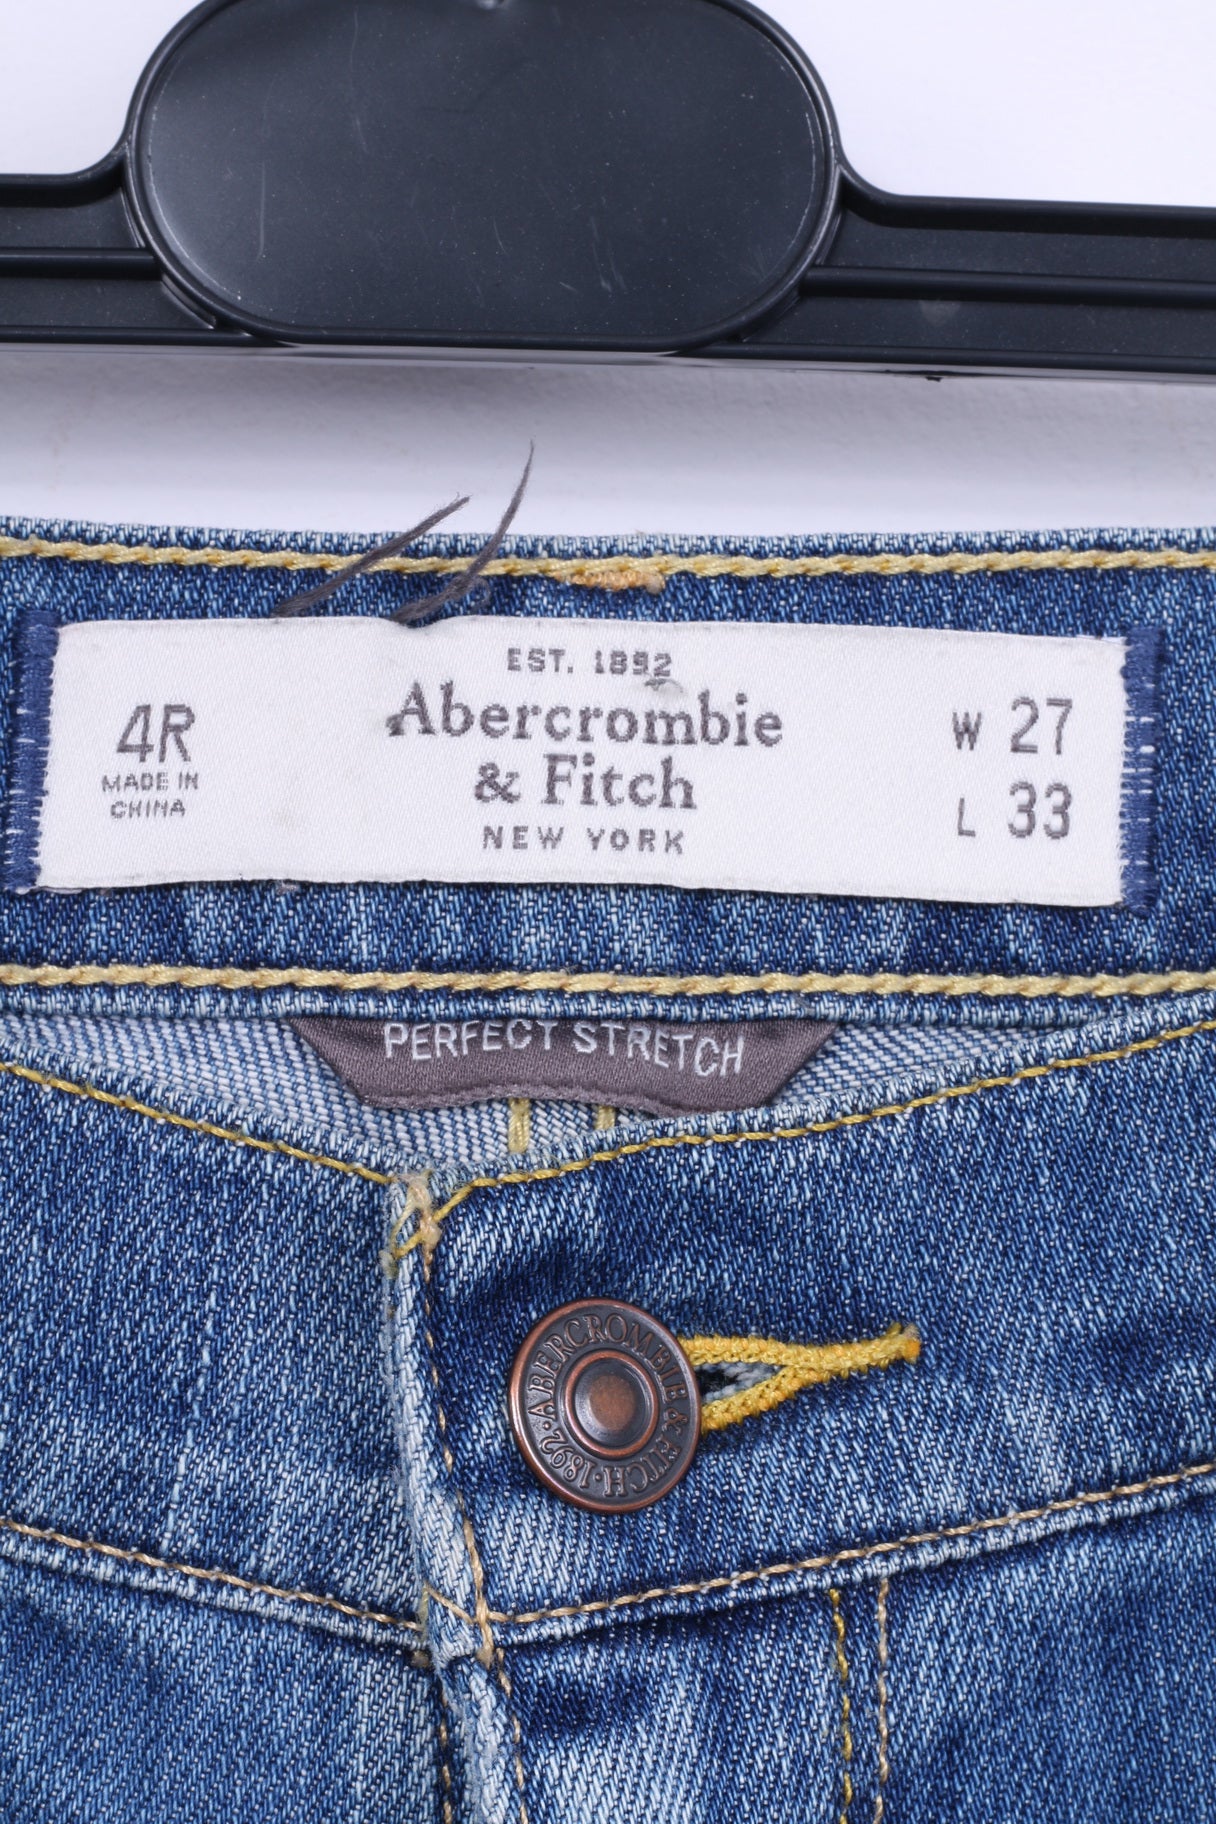 EST. 1892
Abercrombie
& Fitch
NEW YORK
4R
MADE IN
CHINA
W 27
L 33
PERFECT STRETCH
ABERCROMBIE & FITCH · 1892 ·